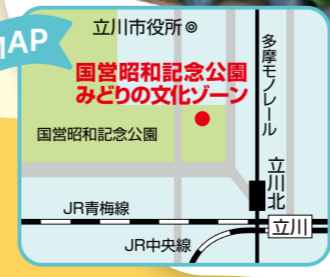 MAP
立川市役所◎
多摩モノレール
国営昭和記念公園
みどりの文化ゾーン
国営昭和記念公園
立川北
JR青梅線
立川
JR中央線